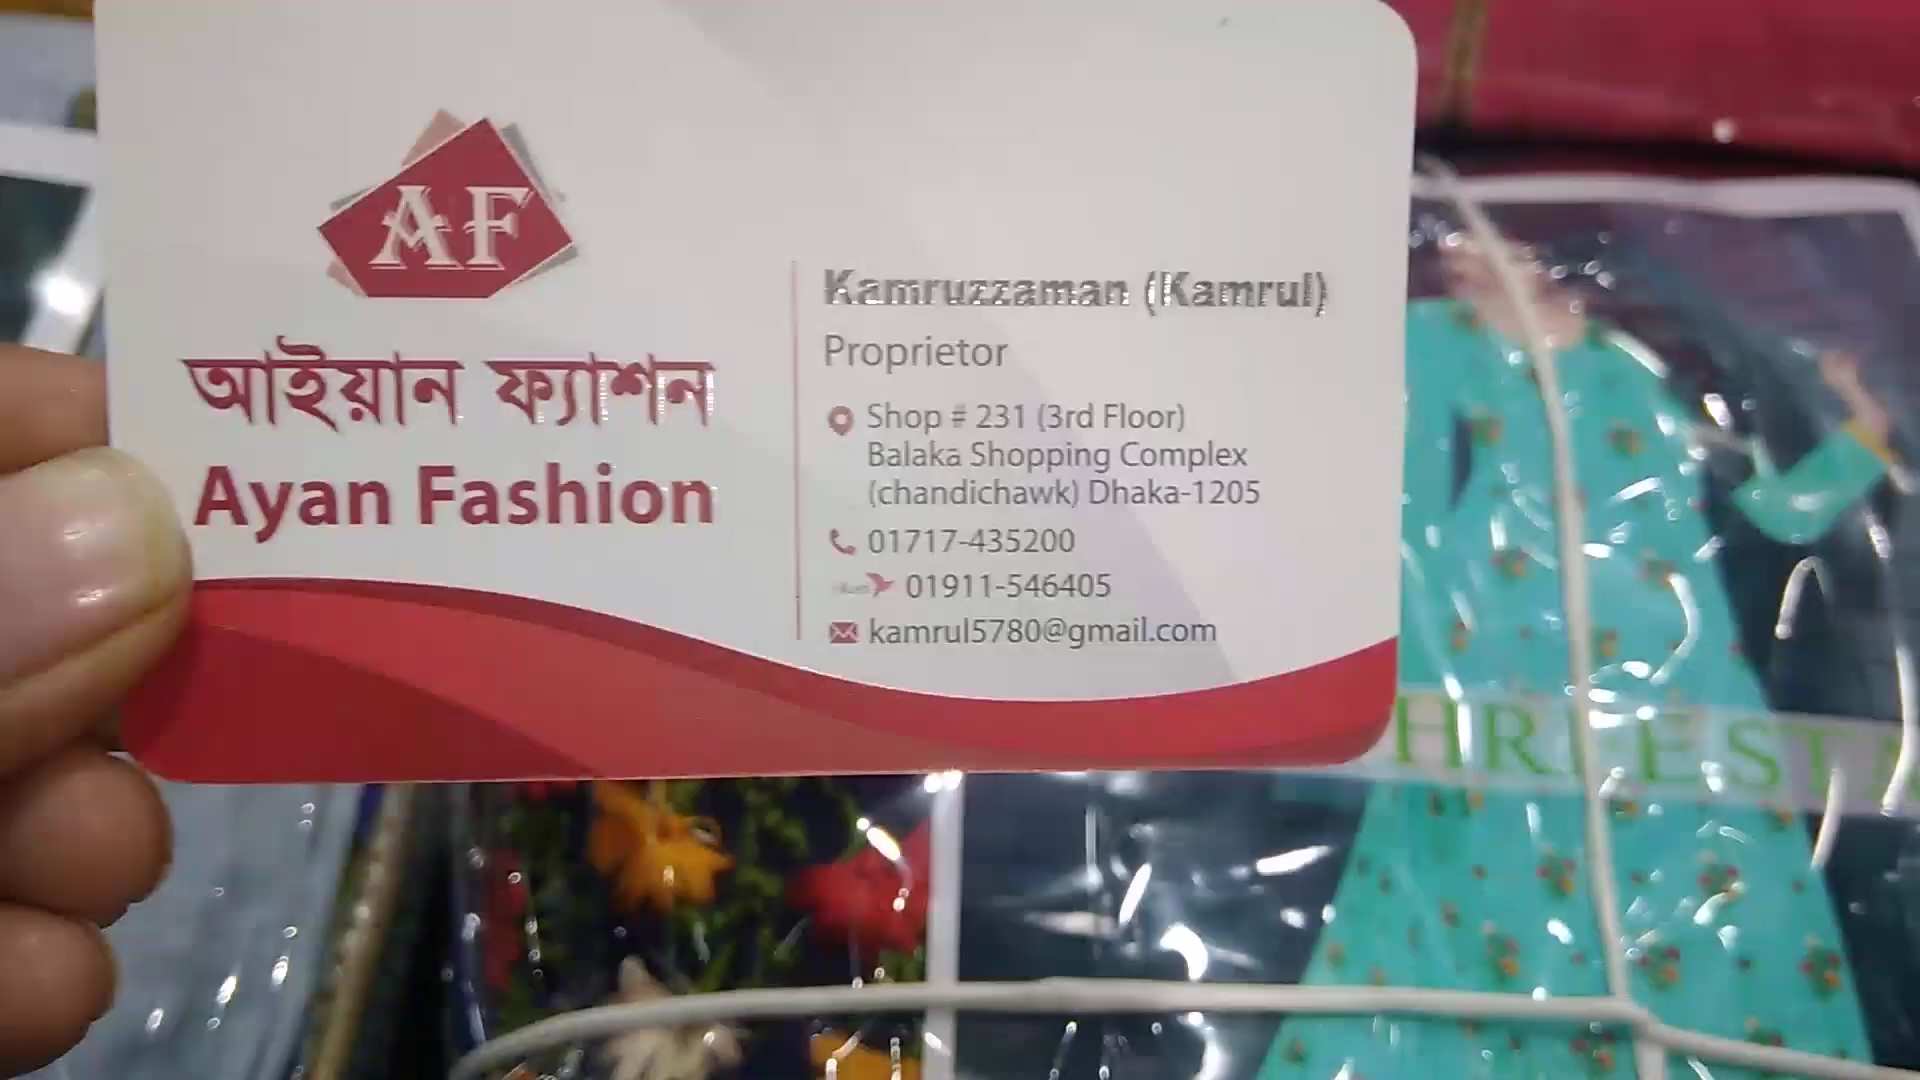 AF
আইয়ান ফ্যাশন
Ayan Fashion
Kamruzzaman (Kamrul)
Proprietor
Shop # 231 (3rd Floor)
Balaka Shopping Complex
(chandichawk) Dhaka-1205
01717-435200
01911-546405
kamrul5780@gmail.com